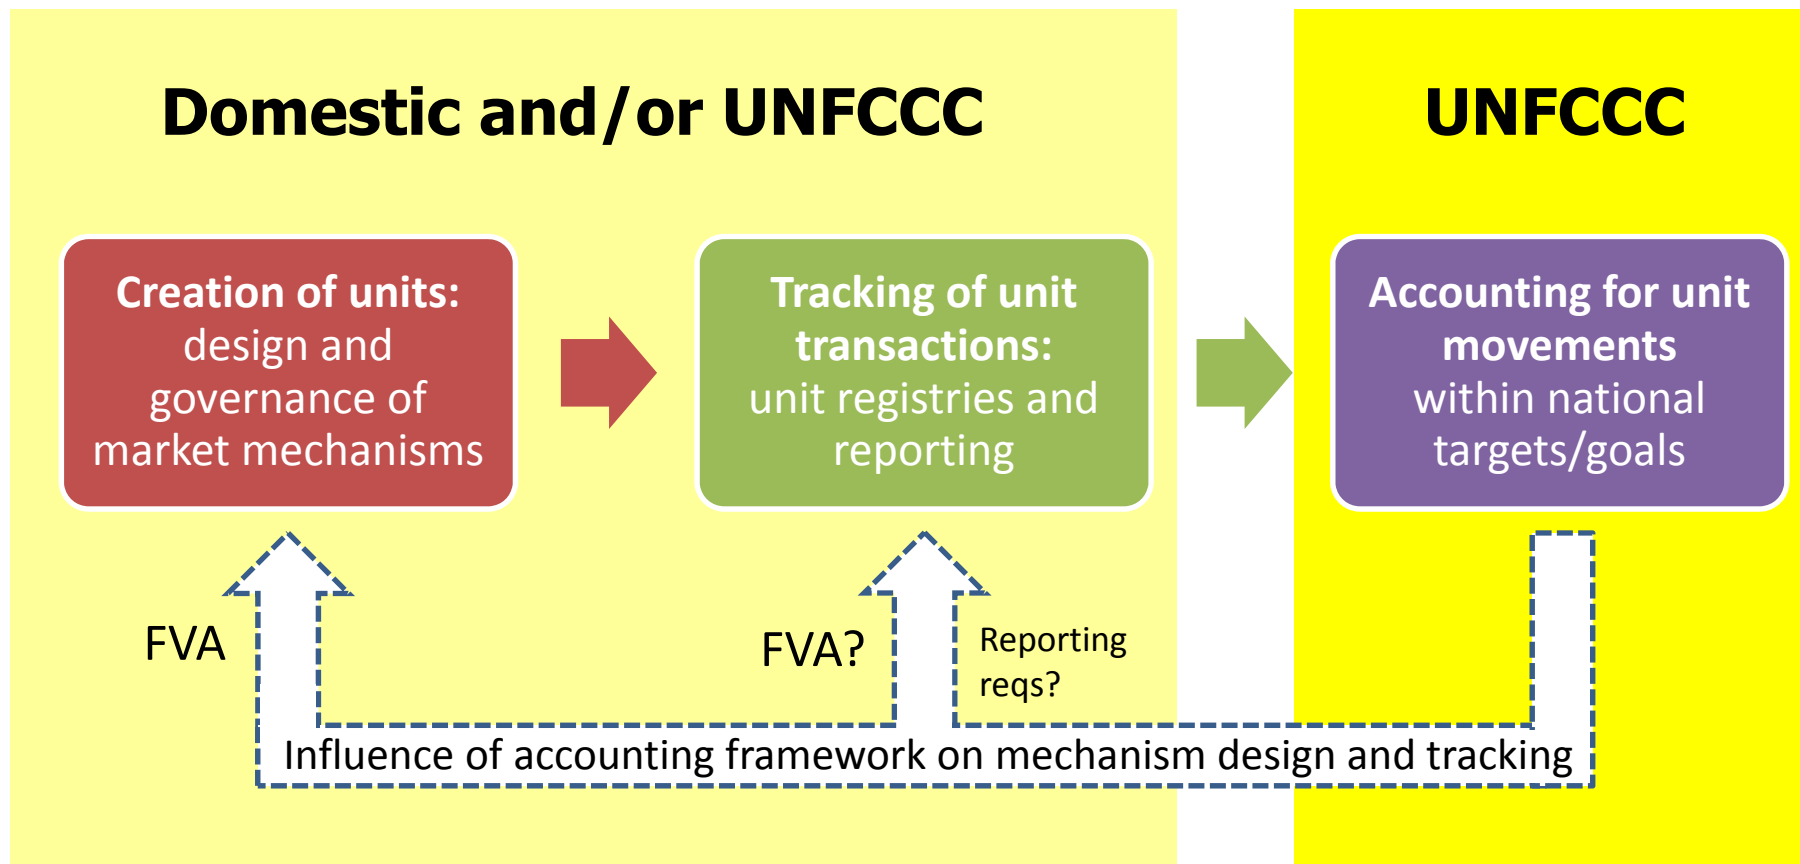 Domestic and/or UNFCCC
UNFCCC
Creation of units:
design and
governance of
market mechanisms
Tracking of unit
transactions:
unit registries and
reporting
Accounting for unit
movements
within national
targets/goals
FVA
FVA?
Reporting
reqs?
Influence of accounting framework on mechanism design and tracking